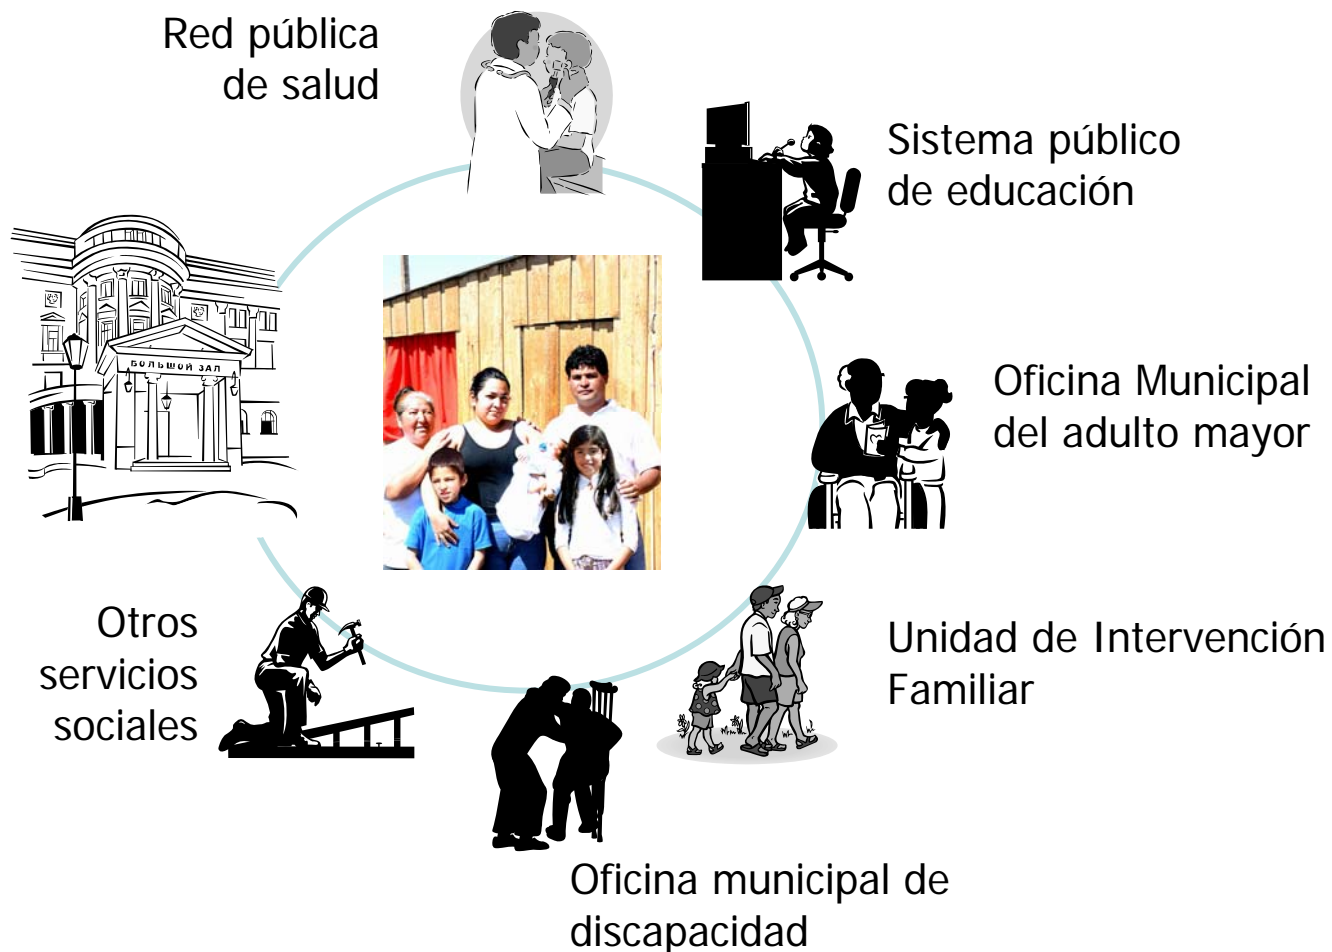 Red pública
de salud
Sistema público
de educación
БОЛЬШОЙ ЗАЛ
Oficina Municipal
del adulto mayor
Otros
servicios
sociales
Unidad de Intervención
Familiar
Oficina municipal de
discapacidad